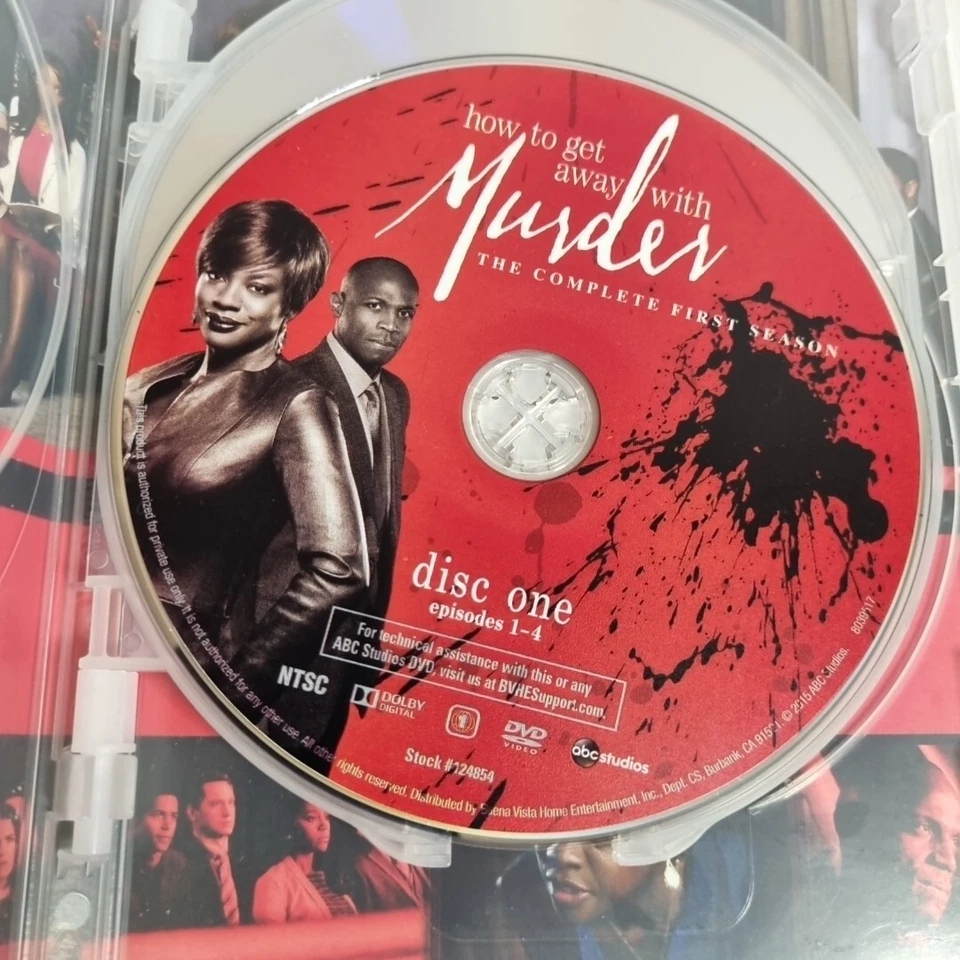 how to get
away with
Murder
THE COMPLETE FIRST SEASON
disc one
episodes 1-4
For technical assistance with this or any
ABC Studios DVD, visit us at BVHESupport.com.
NTSC
DOLBY
DIGITAL
1
DVD
VIDEO
abc studios
Stock #124854
This product is authorized for private use only. It is not authorized for any other use. All other rights reserved. Distributed by Buena Vista Home Entertainment, Inc., Dept. CS, Burbank, CA 91521. © 2015 ABC Studios.